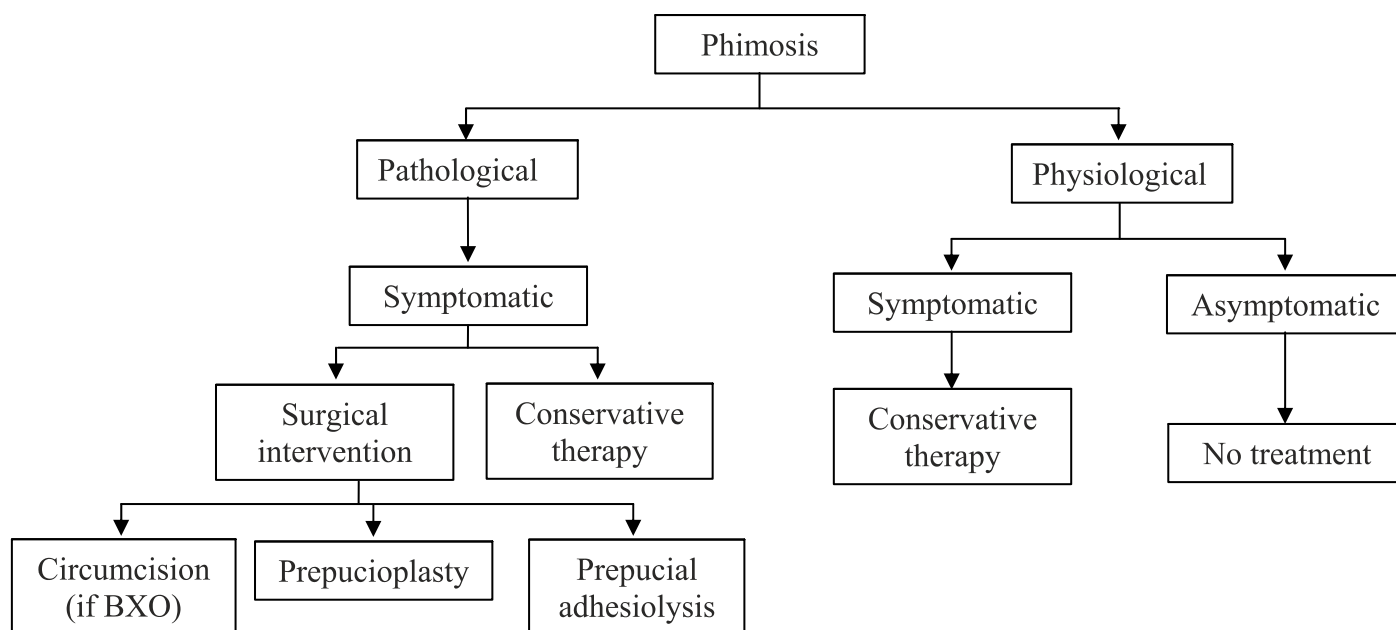 Phimosis
Pathological
Physiological
Symptomatic
Symptomatic
Asymptomatic
Surgical
intervention
Conservative
therapy
Conservative
therapy
No treatment
Circumcision
(if BXO)
Prepucioplasty
Prepucial
adhesiolysis